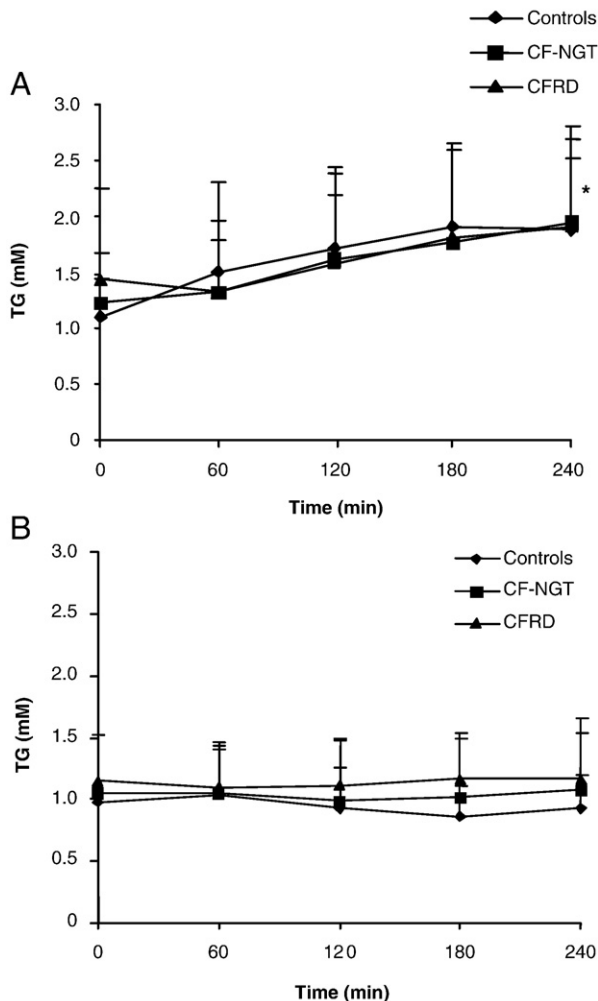 Controls
CF-NGT
CFRD
A
3.0
2.5
2.0
1.5
1.0
0.5
0
TG (mM)
*
0 60 120 180 240
Time (min)
B
Controls
CF-NGT
CFRD
3.0
2.5
2.0
1.5
1.0
0.5
0
TG (mM)
0 60 120 180 240
Time (min)